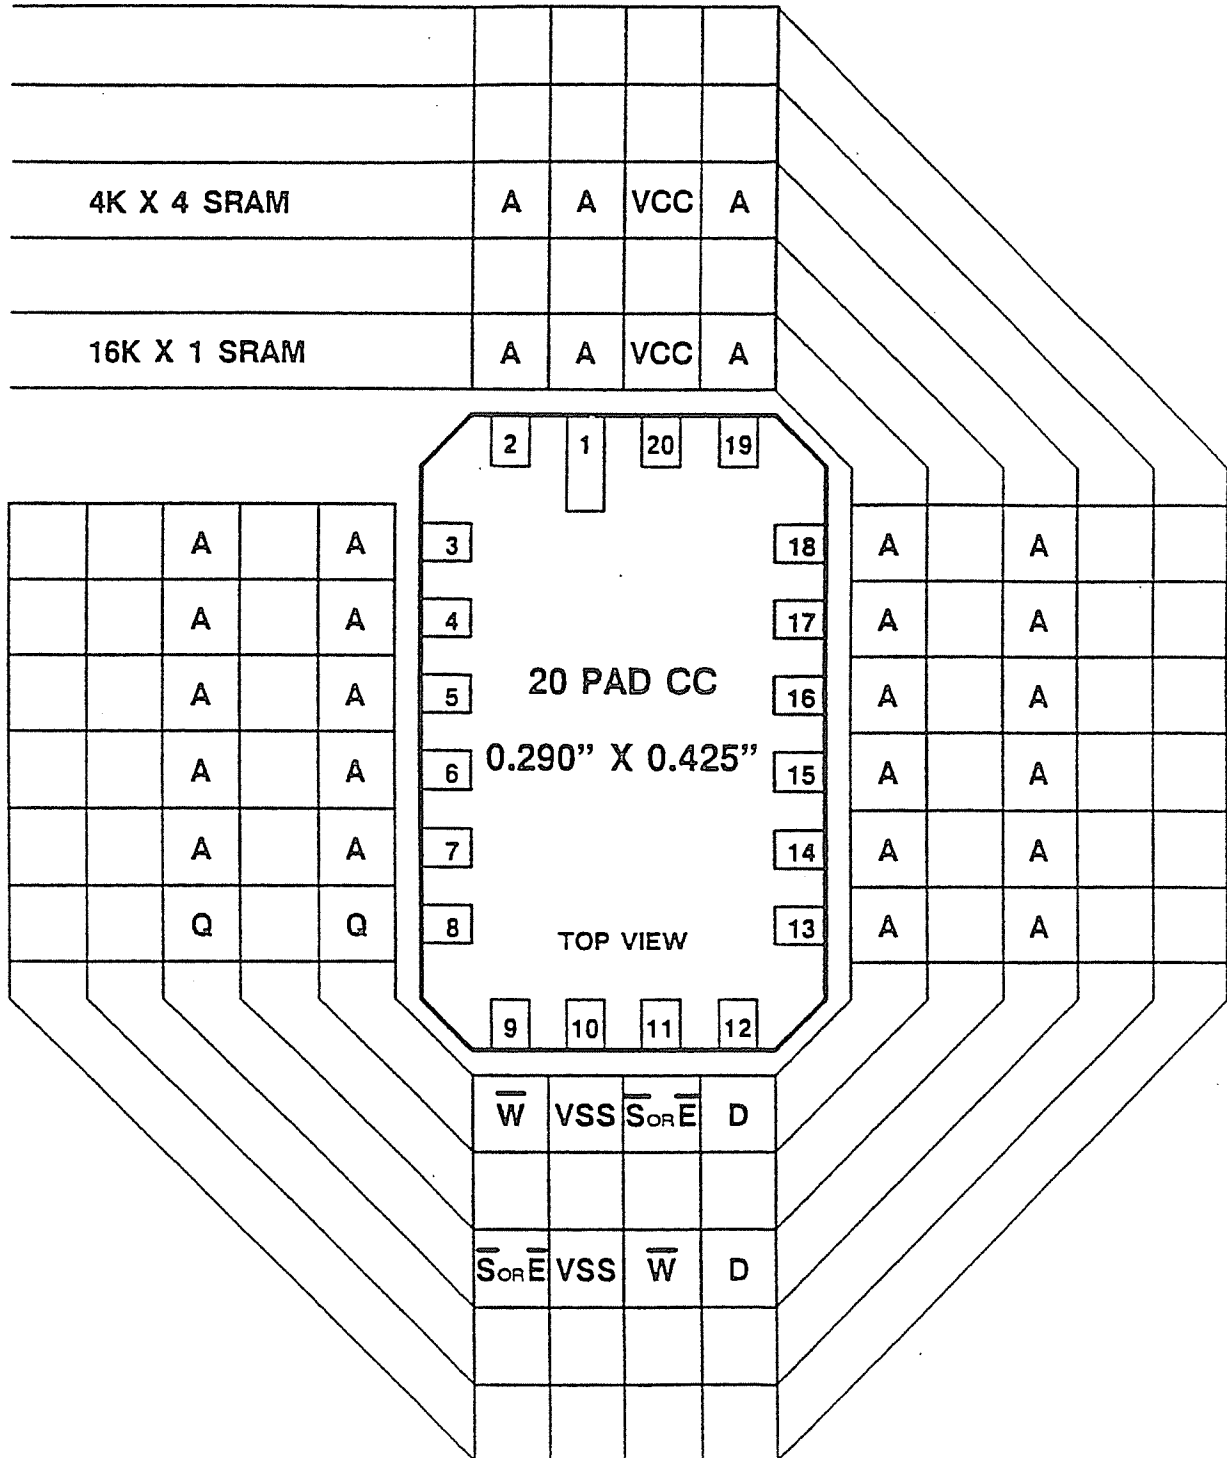 4K X 4 SRAM A A VCC A
16K X 1 SRAM A A VCC A
2 1 20 19
A A 3 18 A A
A A 4 17 A A
20 PAD CC
A A 5 16 A A
0.290” X 0.425”
A A 6 15 A A
A A 7 14 A A
Q Q 8 13 A A
TOP VIEW
9 10 11 12
W̅ VSS S̅ OR E̅ D
S̅ OR E̅ VSS W̅ D